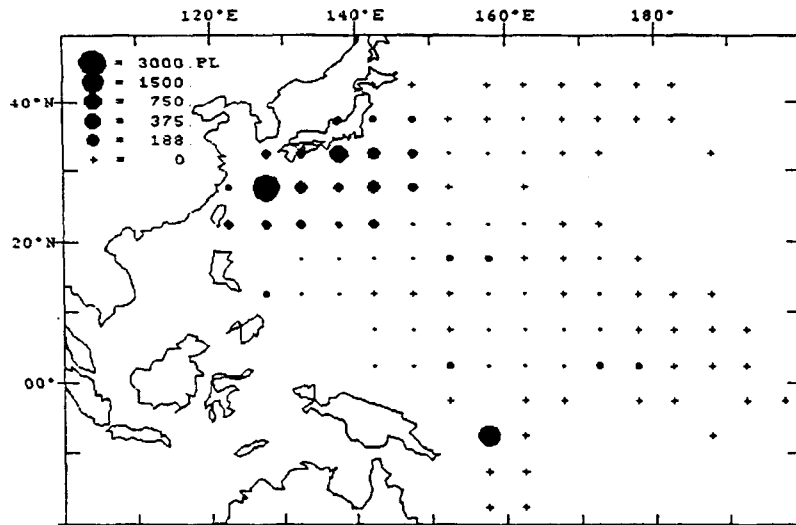 120°E 140°E 160°E 180°
= 3000.PL
= 1500.
= 750.
= 375.
= 188.
+ = 0
40°N
20°N
00°